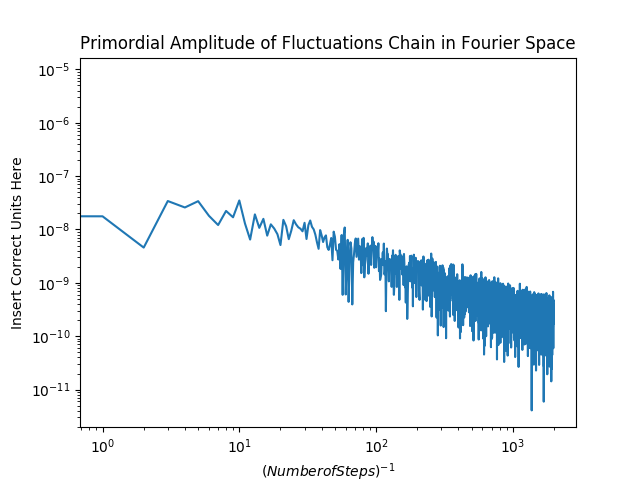 Primordial Amplitude of Fluctuations Chain in Fourier Space
Insert Correct Units Here
10⁻⁵
10⁻⁶
10⁻⁷
10⁻⁸
10⁻⁹
10⁻¹⁰
10⁻¹¹
10⁰ 10¹ 10² 10³
(NumberofSteps)⁻¹